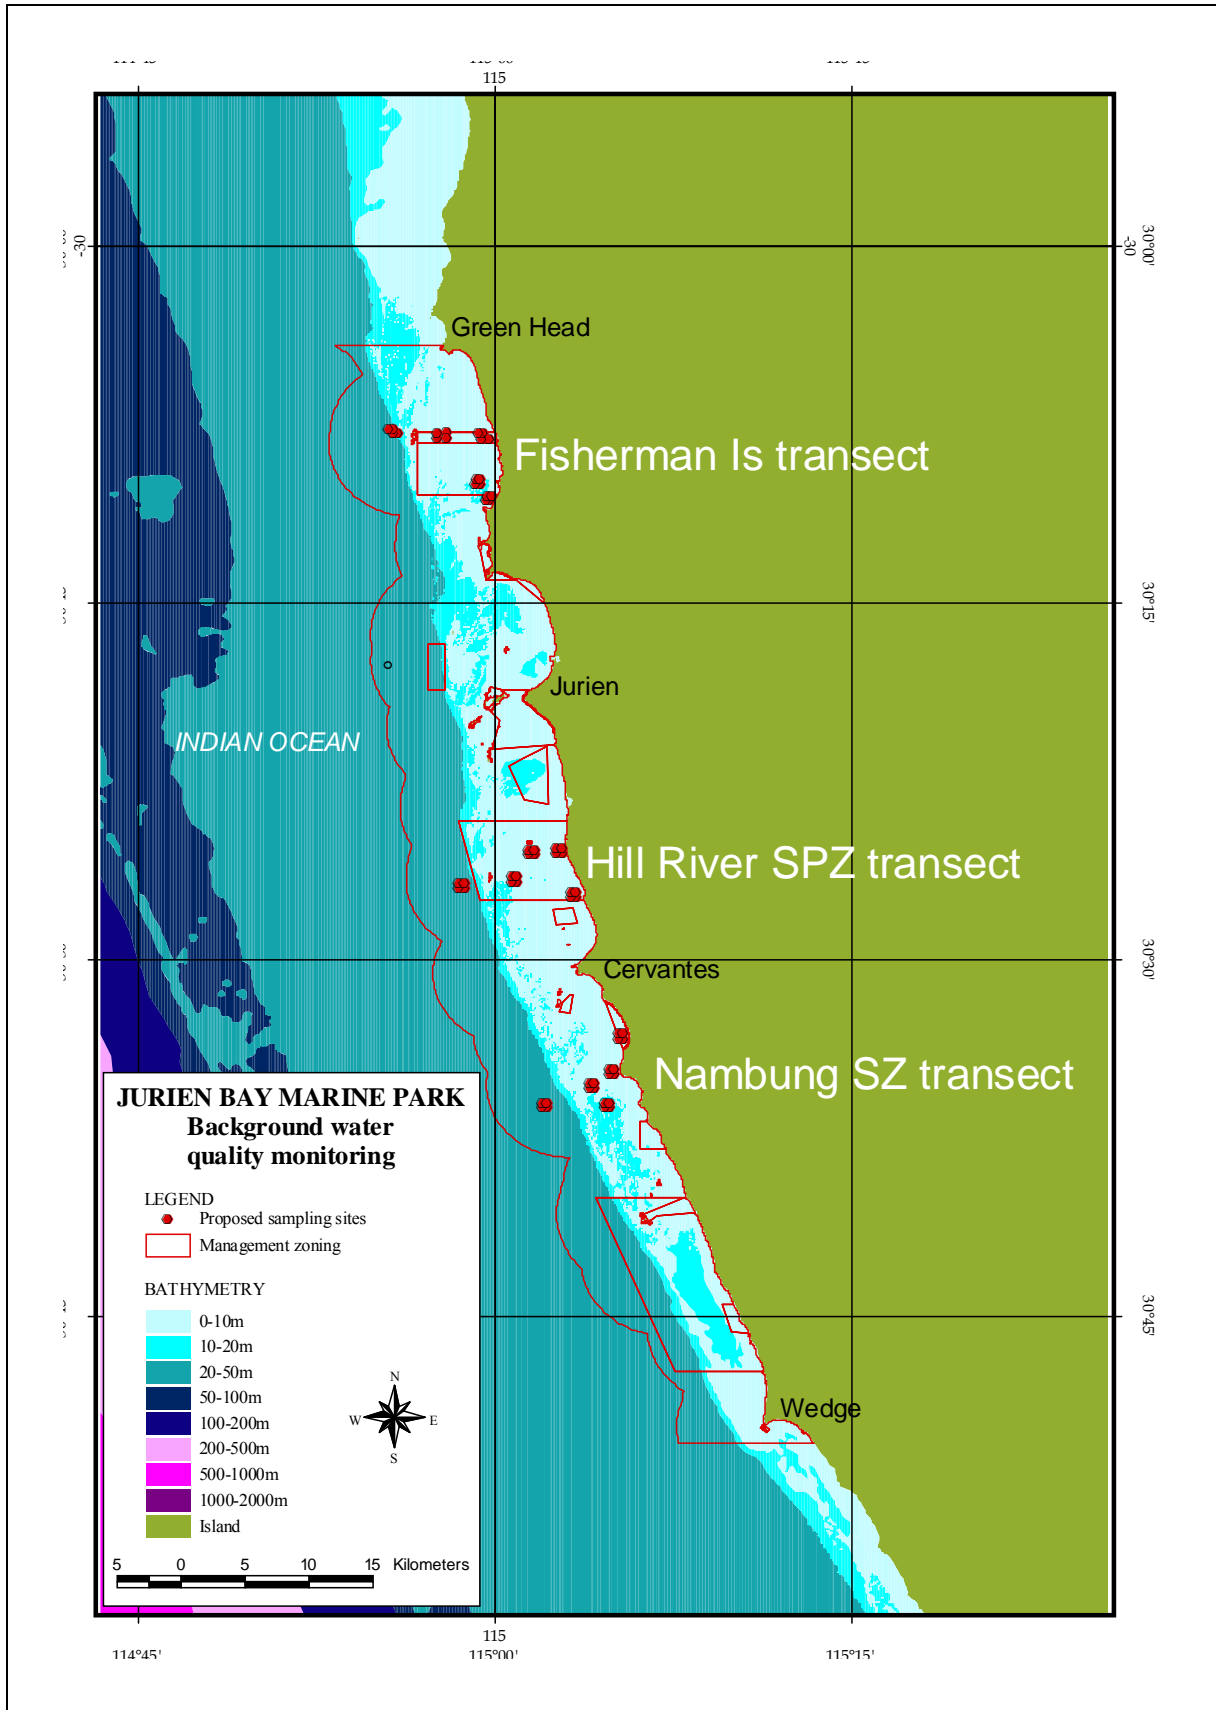 115
-30
-30
30°00'
Green Head
Fisherman Is transect
30°15'
Jurien
INDIAN OCEAN
Hill River SPZ transect
30°30'
Cervantes
Nambung SZ transect
JURIEN BAY MARINE PARK
Background water
quality monitoring
LEGEND
Proposed sampling sites
Management zoning
BATHYMETRY
0-10m
10-20m
20-50m
50-100m
100-200m
200-500m
500-1000m
1000-2000m
Island
N
W E
S
5 0 5 10 15 Kilometers
30°45'
Wedge
115
114°45' 115°00' 115°15'